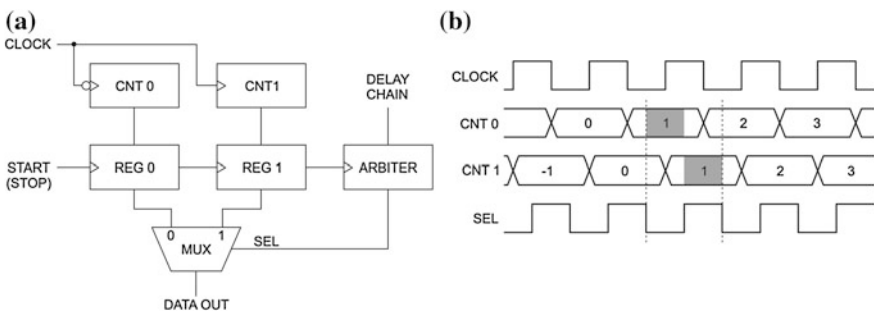 (a)
CLOCK
CNT 0
CNT1
DELAY
CHAIN
START
(STOP)
REG 0
REG 1
ARBITER
0 1
MUX
SEL
DATA OUT
(b)
CLOCK
CNT 0 0 1 2 3
CNT 1 -1 0 1 2 3
SEL